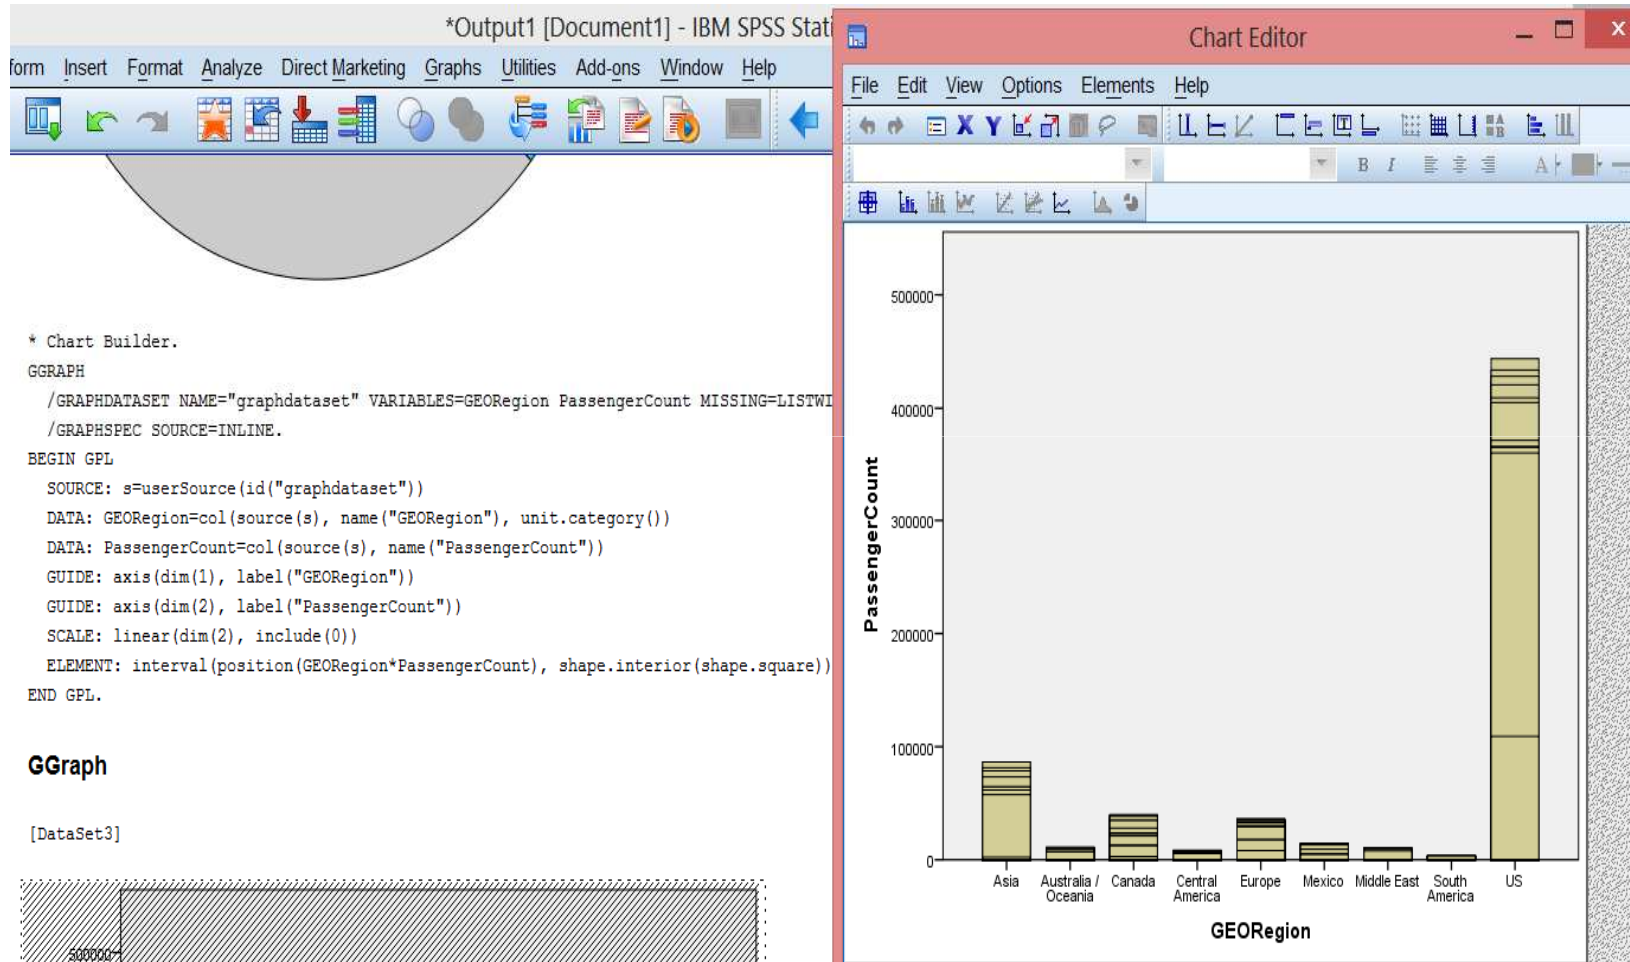 *Output1 [Document1] - IBM SPSS Stati
form Insert Format Analyze Direct Marketing Graphs Utilities Add-ons Window Help
* Chart Builder.
GGRAPH
/GRAPHDATASET NAME="graphdataset" VARIABLES=GEORegion PassengerCount MISSING=LISTWI
/GRAPHSPEC SOURCE=INLINE.
BEGIN GPL
SOURCE: s=userSource(id("graphdataset"))
DATA: GEORegion=col(source(s), name("GEORegion"), unit.category())
DATA: PassengerCount=col(source(s), name("PassengerCount"))
GUIDE: axis(dim(1), label("GEORegion"))
GUIDE: axis(dim(2), label("PassengerCount"))
SCALE: linear(dim(2), include(0))
ELEMENT: interval(position(GEORegion*PassengerCount), shape.interior(shape.square))
END GPL.
GGraph
[DataSet3]
500000
Chart Editor
File Edit View Options Elements Help
X Y
B I A
PassengerCount
500000
400000
300000
200000
100000
0
Asia
Australia /
Oceania
Canada
Central
America
Europe
Mexico
Middle East
South
America
US
GEORegion